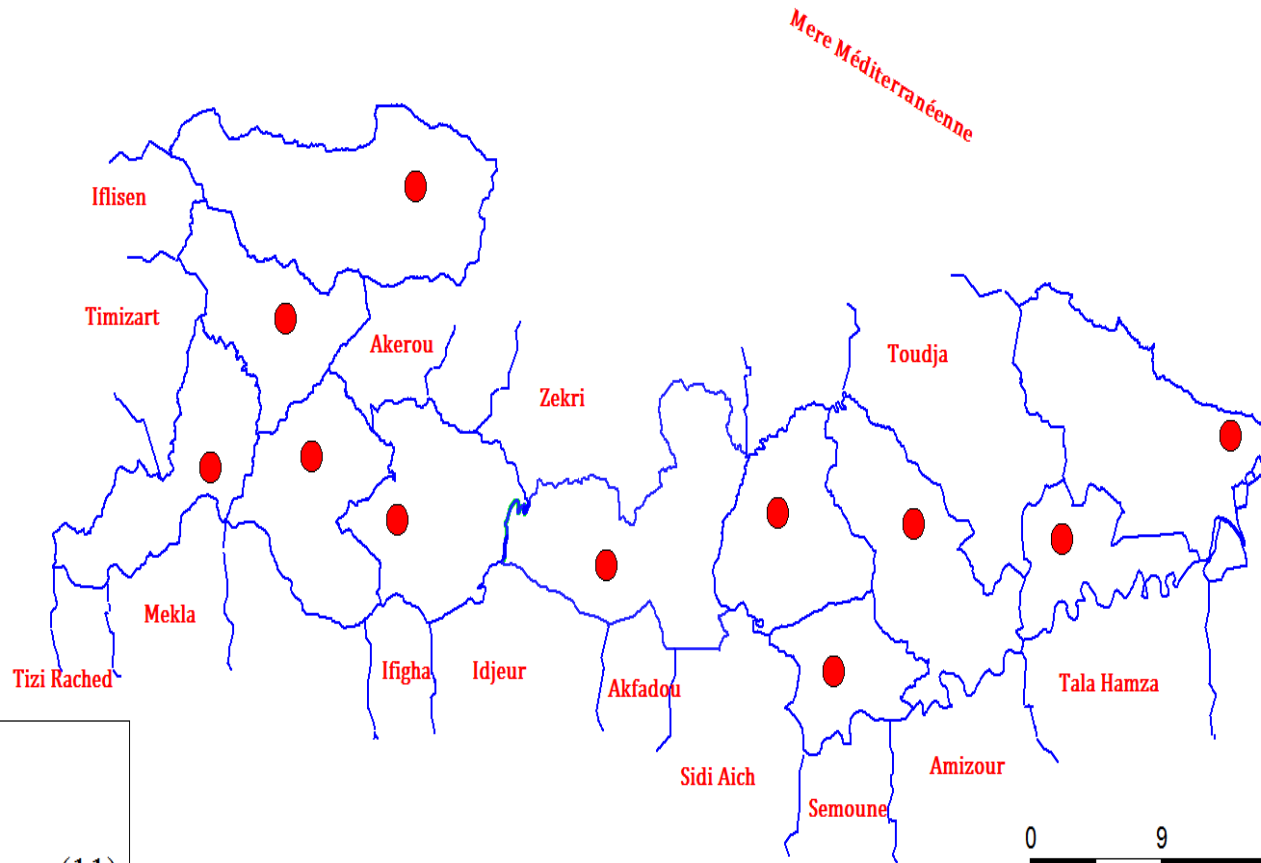 Mere Méditerranéenne
Iflisen
Timizart
Akerou
Toudja
Zekri
Mekla
Tizi Rached
Ifigha
Idjeur
Akfadou
Tala Hamza
Sidi Aich
Amizour
Semoune
0 9
(11)